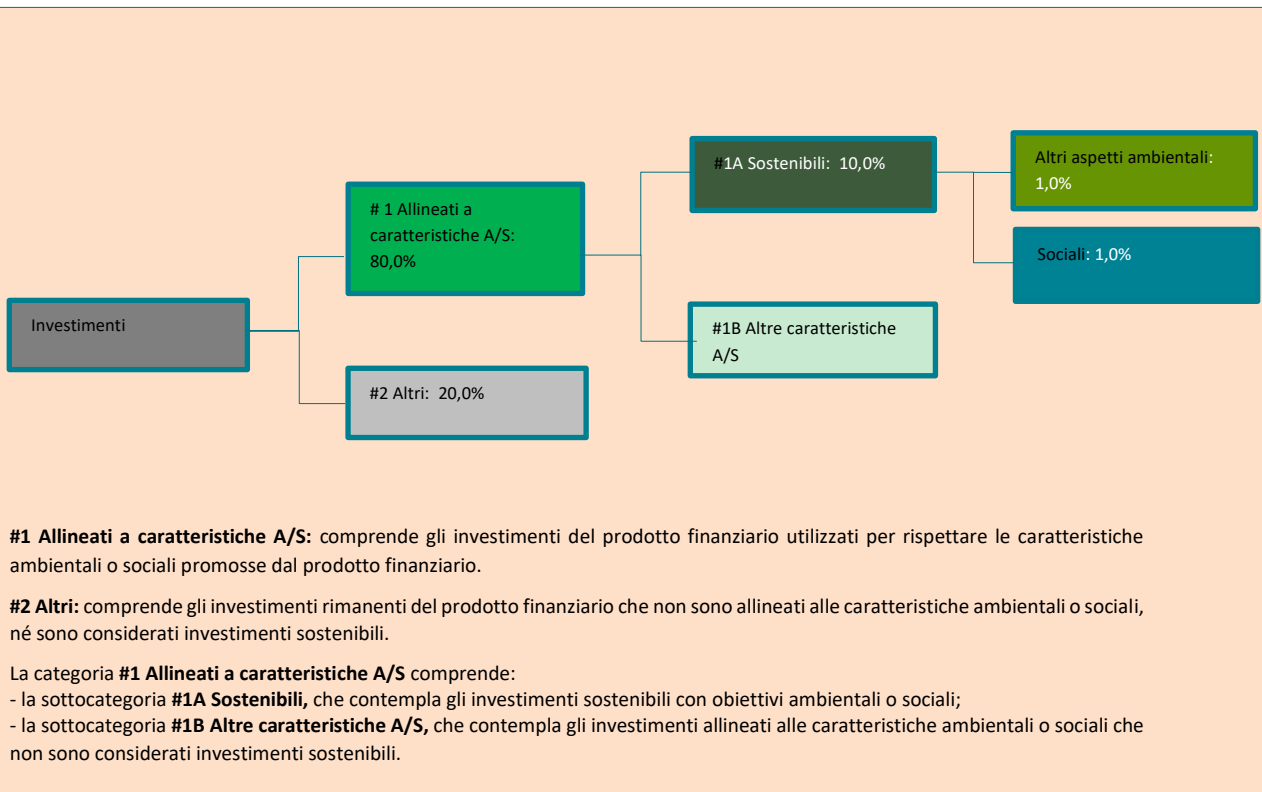 #1A Sostenibili: 10,0%
Altri aspetti ambientali:
1,0%
# 1 Allineati a
caratteristiche A/S:
80,0%
Sociali: 1,0%
Investimenti
#1B Altre caratteristiche
A/S
#2 Altri: 20,0%
#1 Allineati a caratteristiche A/S: comprende gli investimenti del prodotto finanziario utilizzati per rispettare le caratteristiche
ambientali o sociali promosse dal prodotto finanziario.
#2 Altri: comprende gli investimenti rimanenti del prodotto finanziario che non sono allineati alle caratteristiche ambientali o sociali,
né sono considerati investimenti sostenibili.
La categoria #1 Allineati a caratteristiche A/S comprende:
- la sottocategoria #1A Sostenibili, che contempla gli investimenti sostenibili con obiettivi ambientali o sociali;
- la sottocategoria #1B Altre caratteristiche A/S, che contempla gli investimenti allineati alle caratteristiche ambientali o sociali che
non sono considerati investimenti sostenibili.